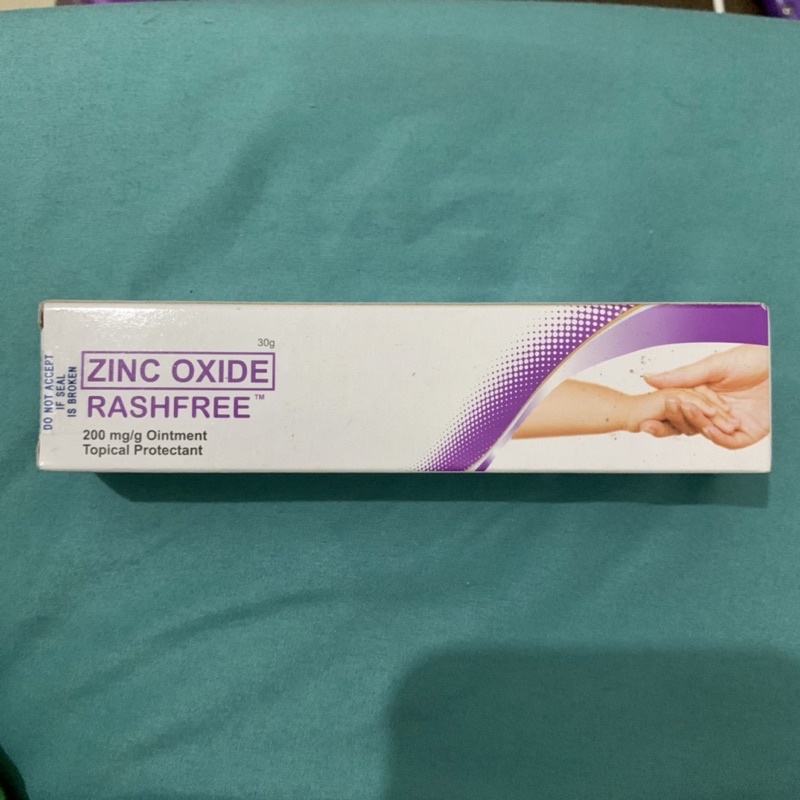 DO NOT ACCEPT
IF SEAL
IS BROKEN
30g
ZINC OXIDE
RASHFREE™
200 mg/g Ointment
Topical Protectant